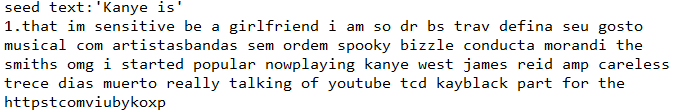 seed text:'Kanye is'
1.that im sensitive be a girlfriend i am so dr bs trav defina seu gosto
musical com artistasbandas sem ordem spooky bizzle conducta morandi the
smiths omg i started popular nowplaying kanye west james reid amp careless
trece dias muerto really talking of youtube tcd kayblack part for the
httpstcomviubykoxp